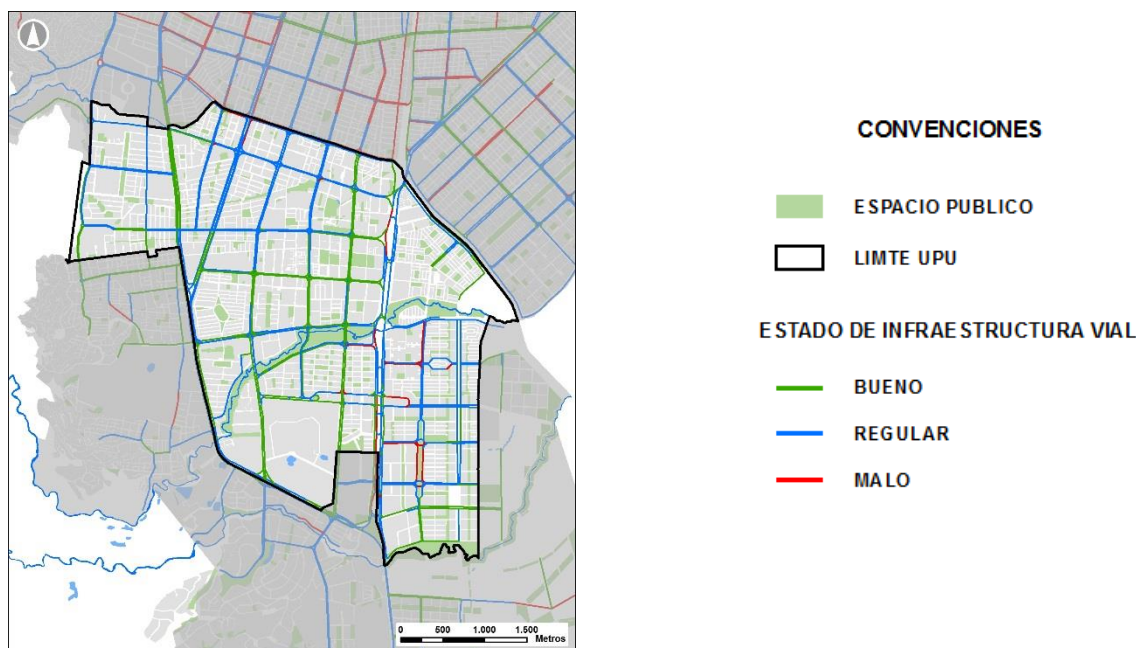 CONVENCIONES
ESPACIO PUBLICO
LIMTE UPU
ESTADO DE INFRAESTRUCTURA VIAL
BUENO
REGULAR
MALO
0 500 1.000 1.500
Metros